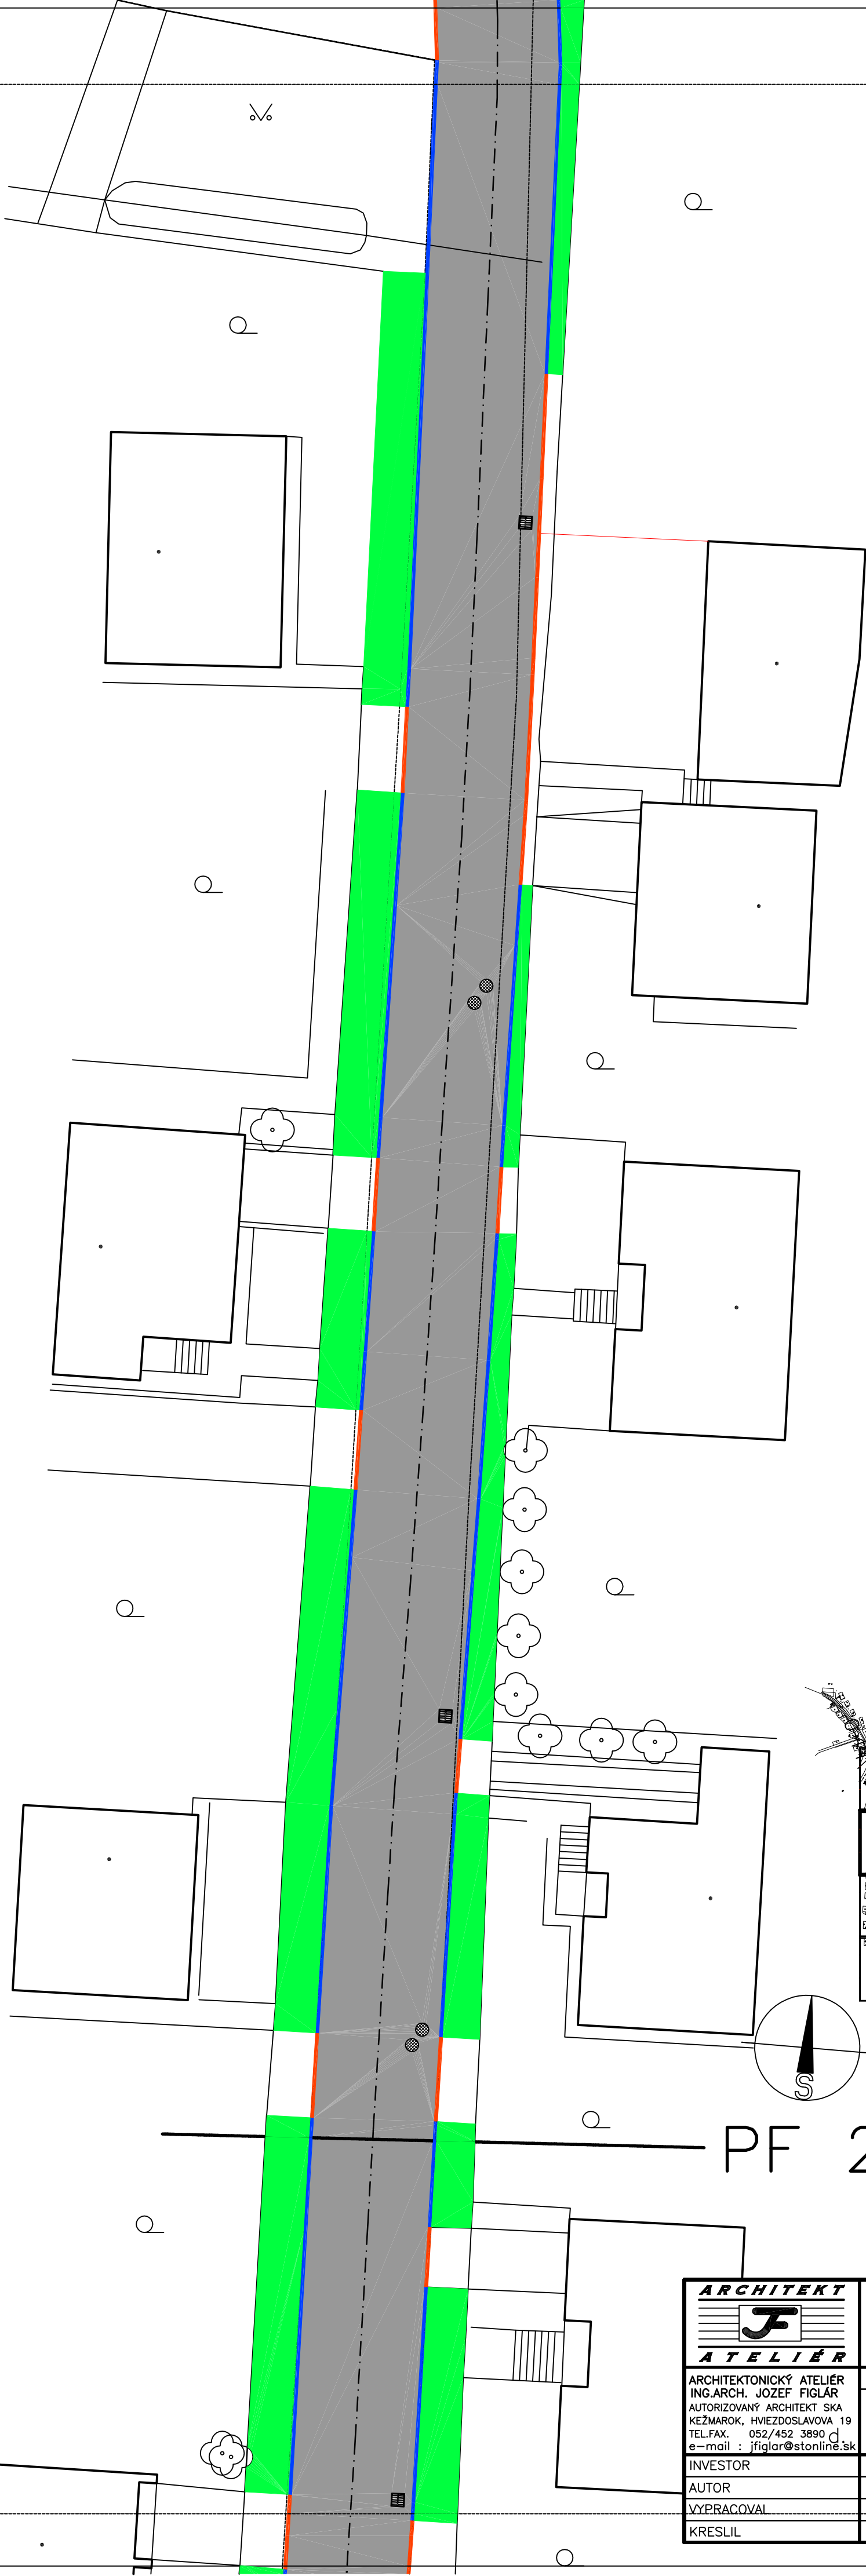 S
PF 2
ARCHITEKT
JF
ATELIÉR
ARCHITEKTONICKÝ ATELIÉR
ING.ARCH. JOZEF FIGLÁR
AUTORIZOVANÝ ARCHITEKT SKA
KEŽMAROK, HVIEZDOSLAVOVA 19
TEL.FAX. 052/452 3890 d.
e-mail : jfiglar@stonline.sk
INVESTOR
AUTOR
VYPRACOVAL
KRESLIL